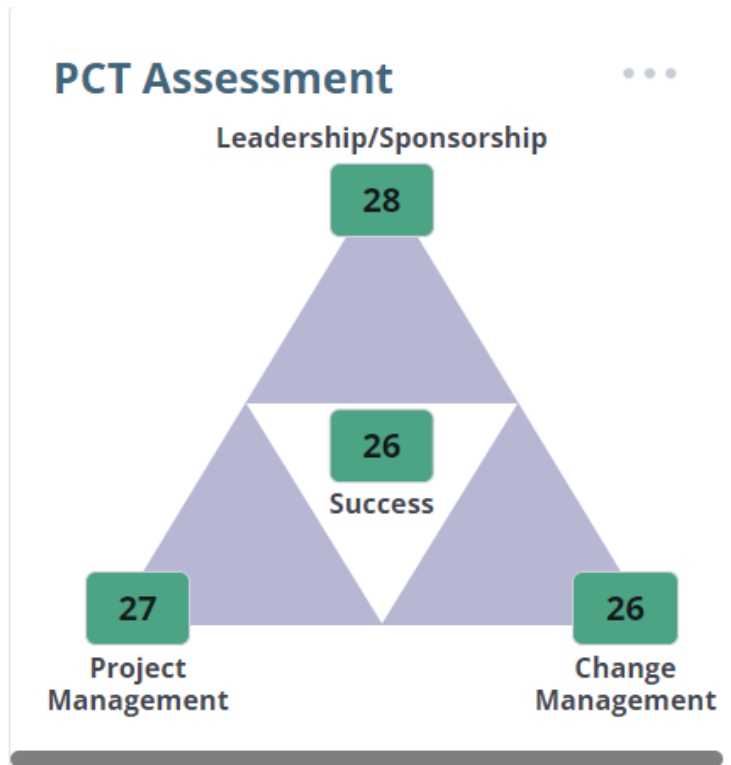 PCT Assessment
Leadership/Sponsorship
28
26
Success
27
26
Project
Management
Change
Management